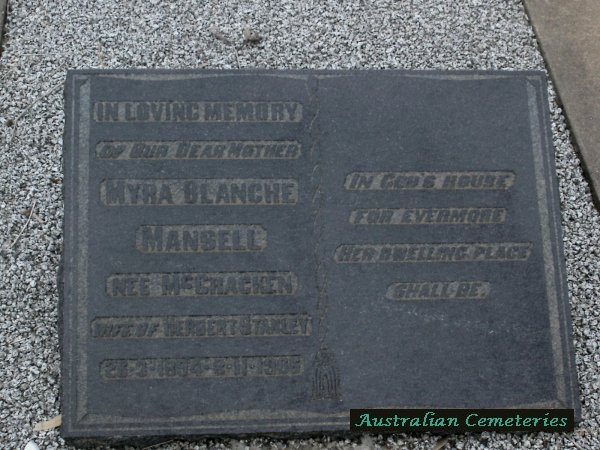 IN LOVING MEMORY
OF OUR DEAR MOTHER
MYRA BLANCHE
MANSELL
NEE MCCRACKEN
WIFE OF HERBERT STANLEY
IN GOD'S HOUSE
FOR EVERMORE
HER DWELLING PLACE
SHALL BE.
Australian Cemeteries